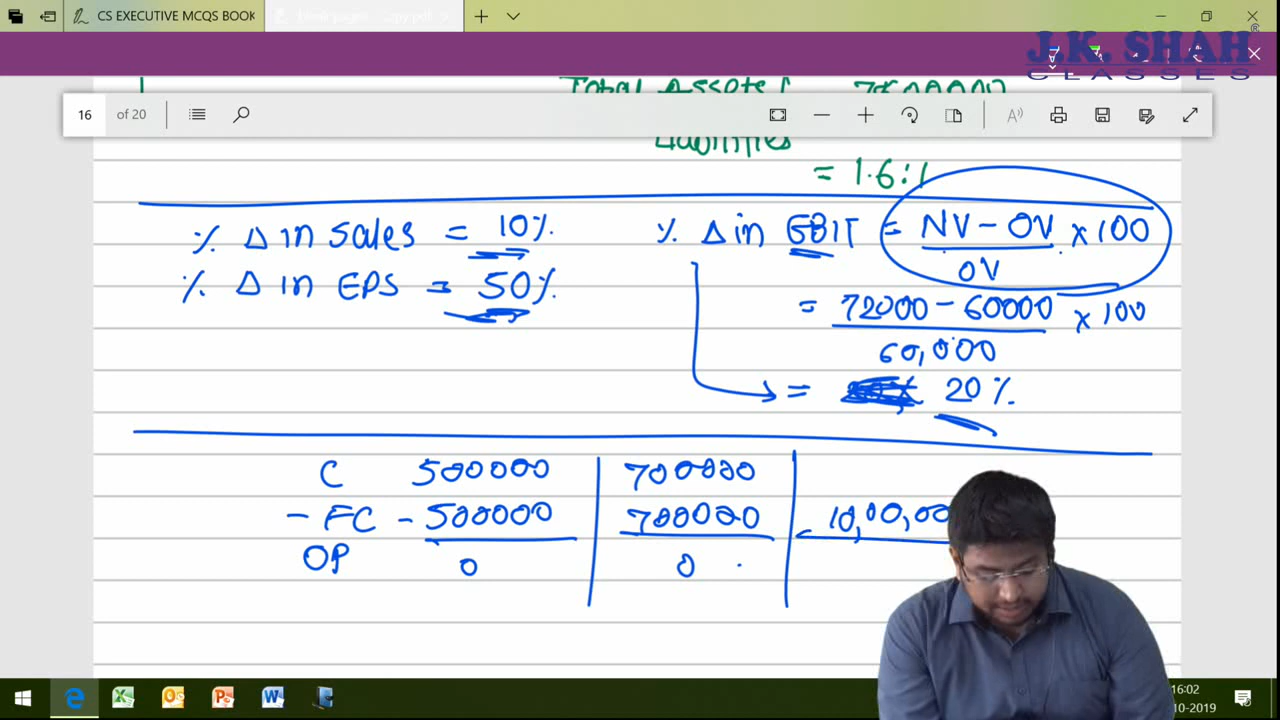 CS EXECUTIVE MCQS BOOK
J.K. SHAH®
CLASSES
Total Assets
16 of 20
Liabilities
= 1.6:1
% Δ in Sales = 10%.
% Δ in EPS = 50%
% Δ in EBIT = NV - OV / OV × 100
= 72000 - 60000 / 60,000 × 100
= 20%.
C 500000 700000
- FC - 500000 700000 10,00,00
OP 0 0
16:02
-10-2019